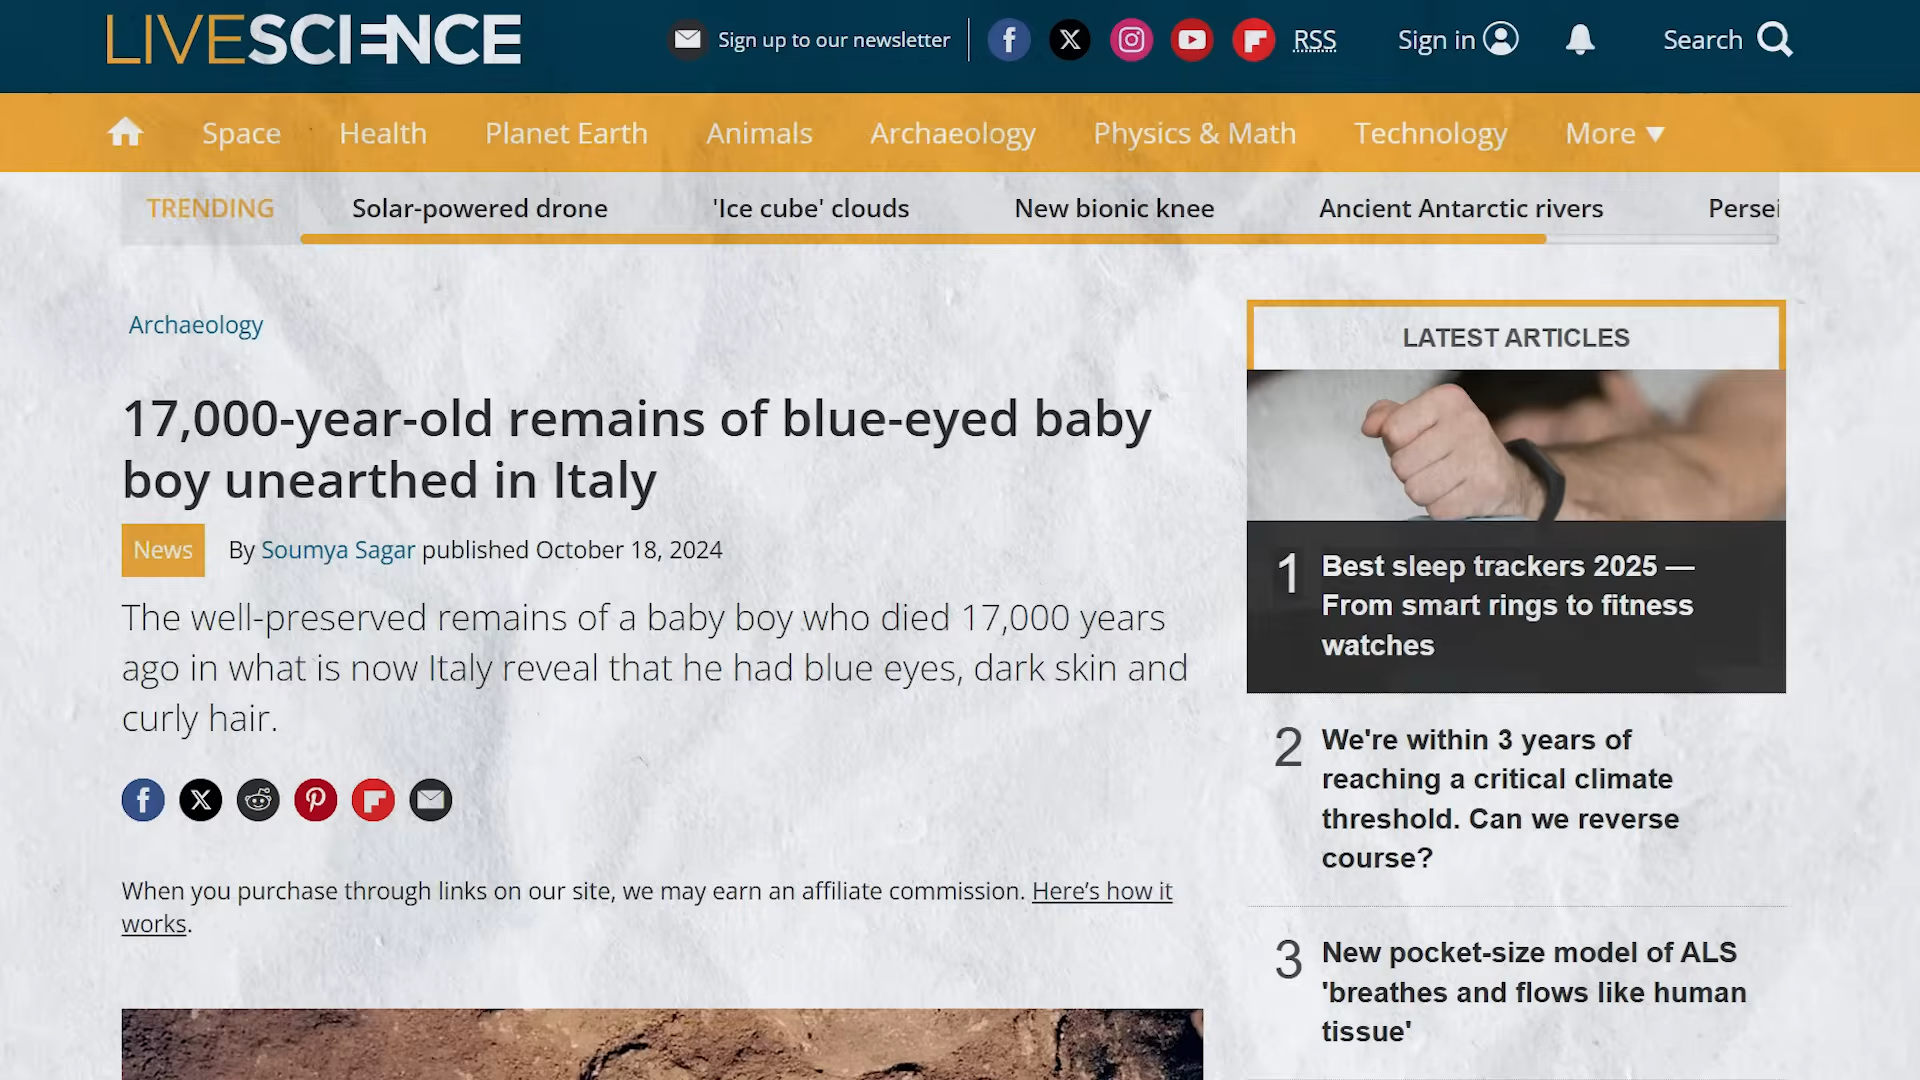 LIVESCIENCE
Sign up to our newsletter
RSS
Sign in
Search
Space
Health
Planet Earth
Animals
Archaeology
Physics & Math
Technology
More ▼
TRENDING
Solar-powered drone
'Ice cube' clouds
New bionic knee
Ancient Antarctic rivers
Persei
Archaeology
17,000-year-old remains of blue-eyed baby
boy unearthed in Italy
News
By Soumya Sagar published October 18, 2024
The well-preserved remains of a baby boy who died 17,000 years
ago in what is now Italy reveal that he had blue eyes, dark skin and
curly hair.
When you purchase through links on our site, we may earn an affiliate commission. Here’s how it
works.
LATEST ARTICLES
1
Best sleep trackers 2025 —
From smart rings to fitness
watches
2
We're within 3 years of
reaching a critical climate
threshold. Can we reverse
course?
3
New pocket-size model of ALS
'breathes and flows like human
tissue'